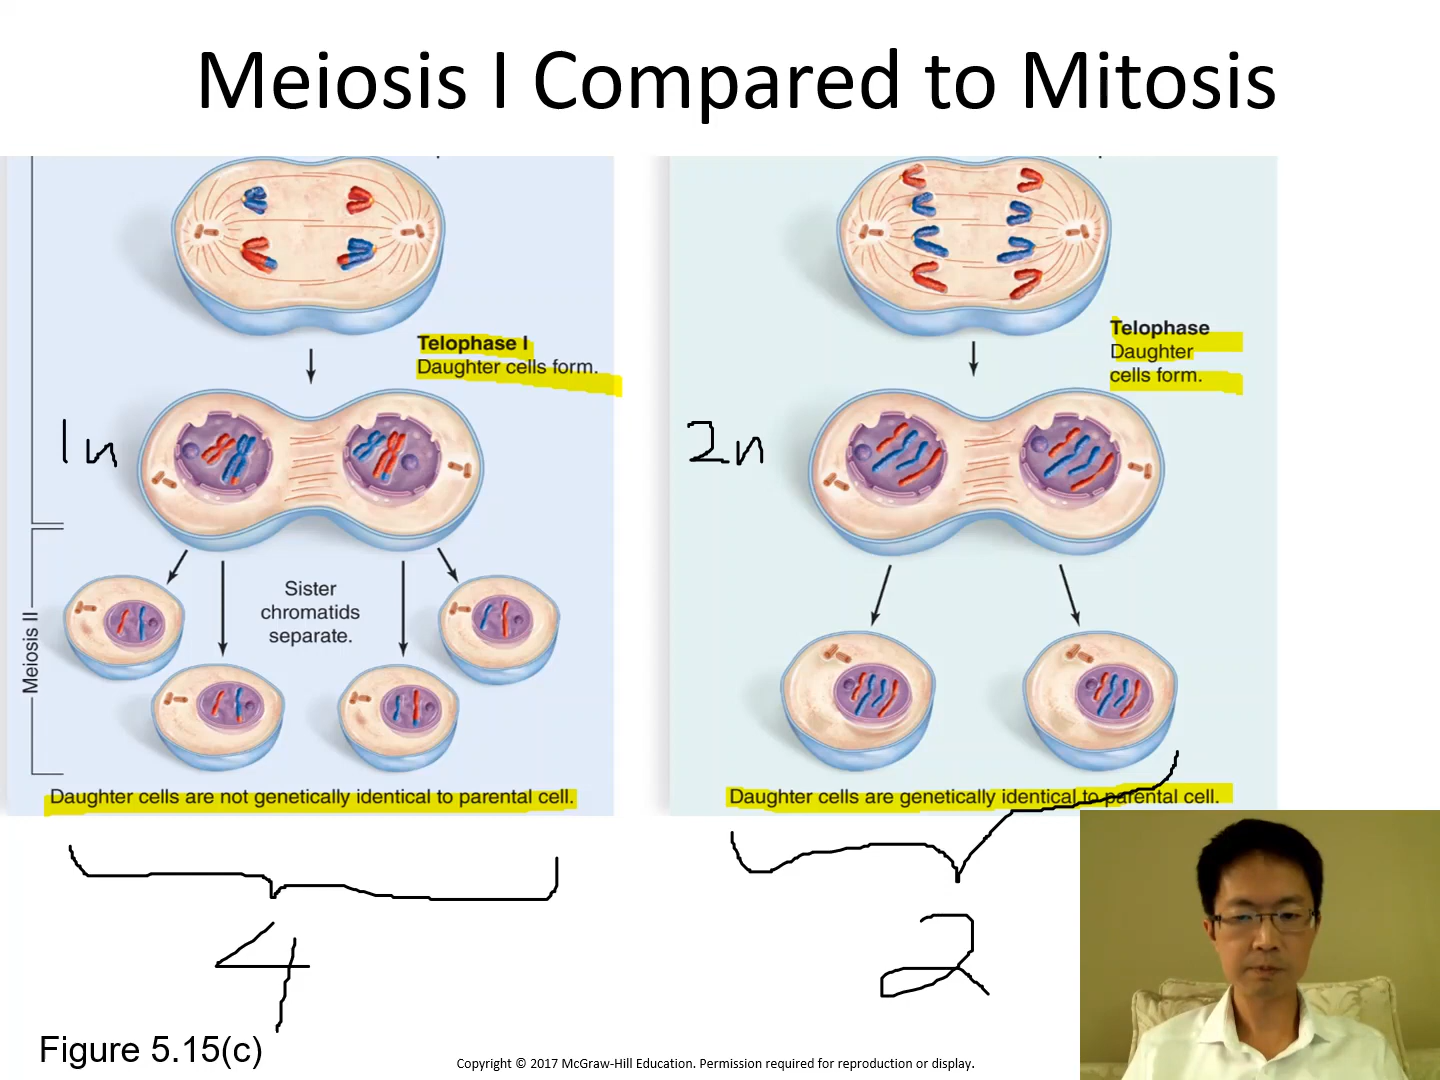 Meiosis I Compared to Mitosis
Telophase I
Daughter cells form.
1n
Sister
chromatids
separate.
Meiosis II
Daughter cells are not genetically identical to parental cell.
4
Telophase
Daughter
cells form.
2n
Daughter cells are genetically identical to parental cell.
2
Figure 5.15(c)
Copyright © 2017 McGraw-Hill Education. Permission required for reproduction or display.